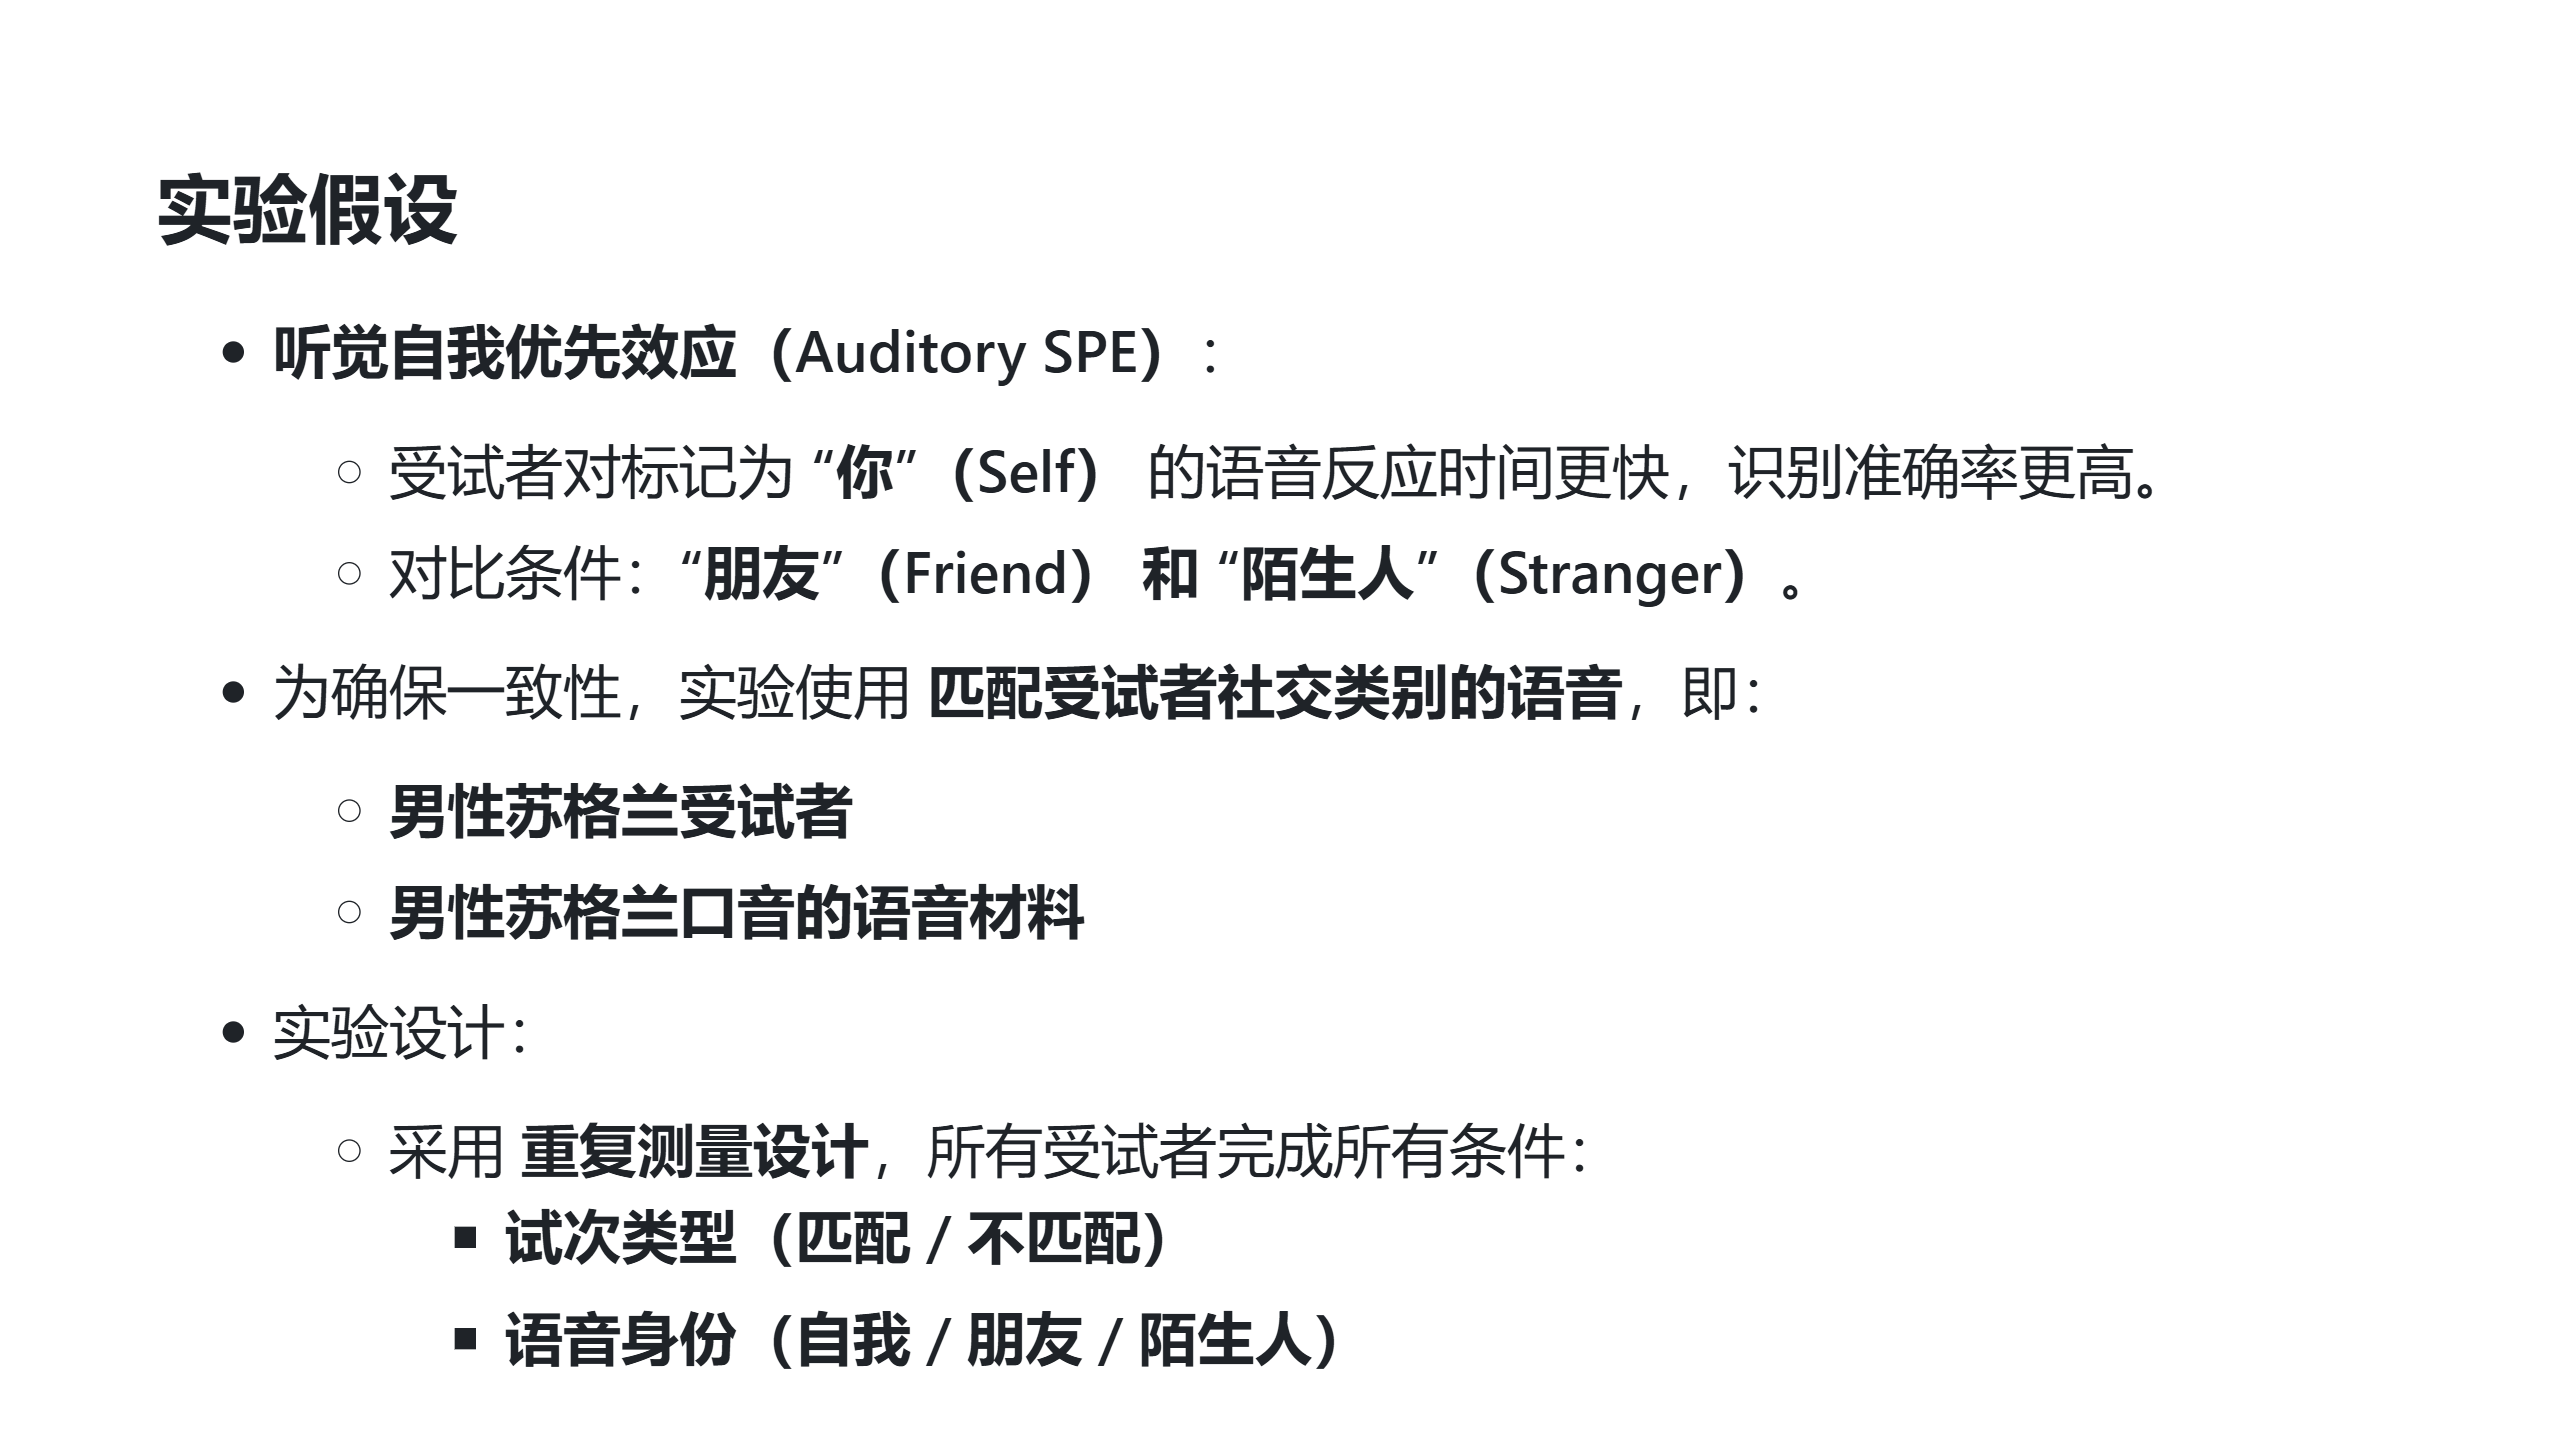 实验假设
听觉自我优先效应（Auditory SPE）：
受试者对标记为 “你”（Self） 的语音反应时间更快，识别准确率更高。
对比条件：“朋友”（Friend） 和 “陌生人”（Stranger）。
为确保一致性，实验使用 匹配受试者社交类别的语音，即：
男性苏格兰受试者
男性苏格兰口音的语音材料
实验设计：
采用 重复测量设计，所有受试者完成所有条件：
试次类型（匹配 / 不匹配）
语音身份（自我 / 朋友 / 陌生人）